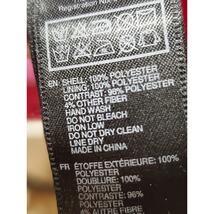 Registration No
EN: SHELL: 100% POLYESTER
LINING: 100% POLYESTER
CONTRAST: 96% POLYESTER
4% OTHER FIBER
HAND WASH
DO NOT BLEACH
IRON LOW
DO NOT DRY CLEAN
LINE DRY
MADE IN CHINA
FR: ÉTOFFE EXTÉRIEURE: 100%
POLYESTER
DOUBLURE: 100%
POLYESTER
CONTRAST: 96%
POLYESTER
4% AUTRE FIBRE